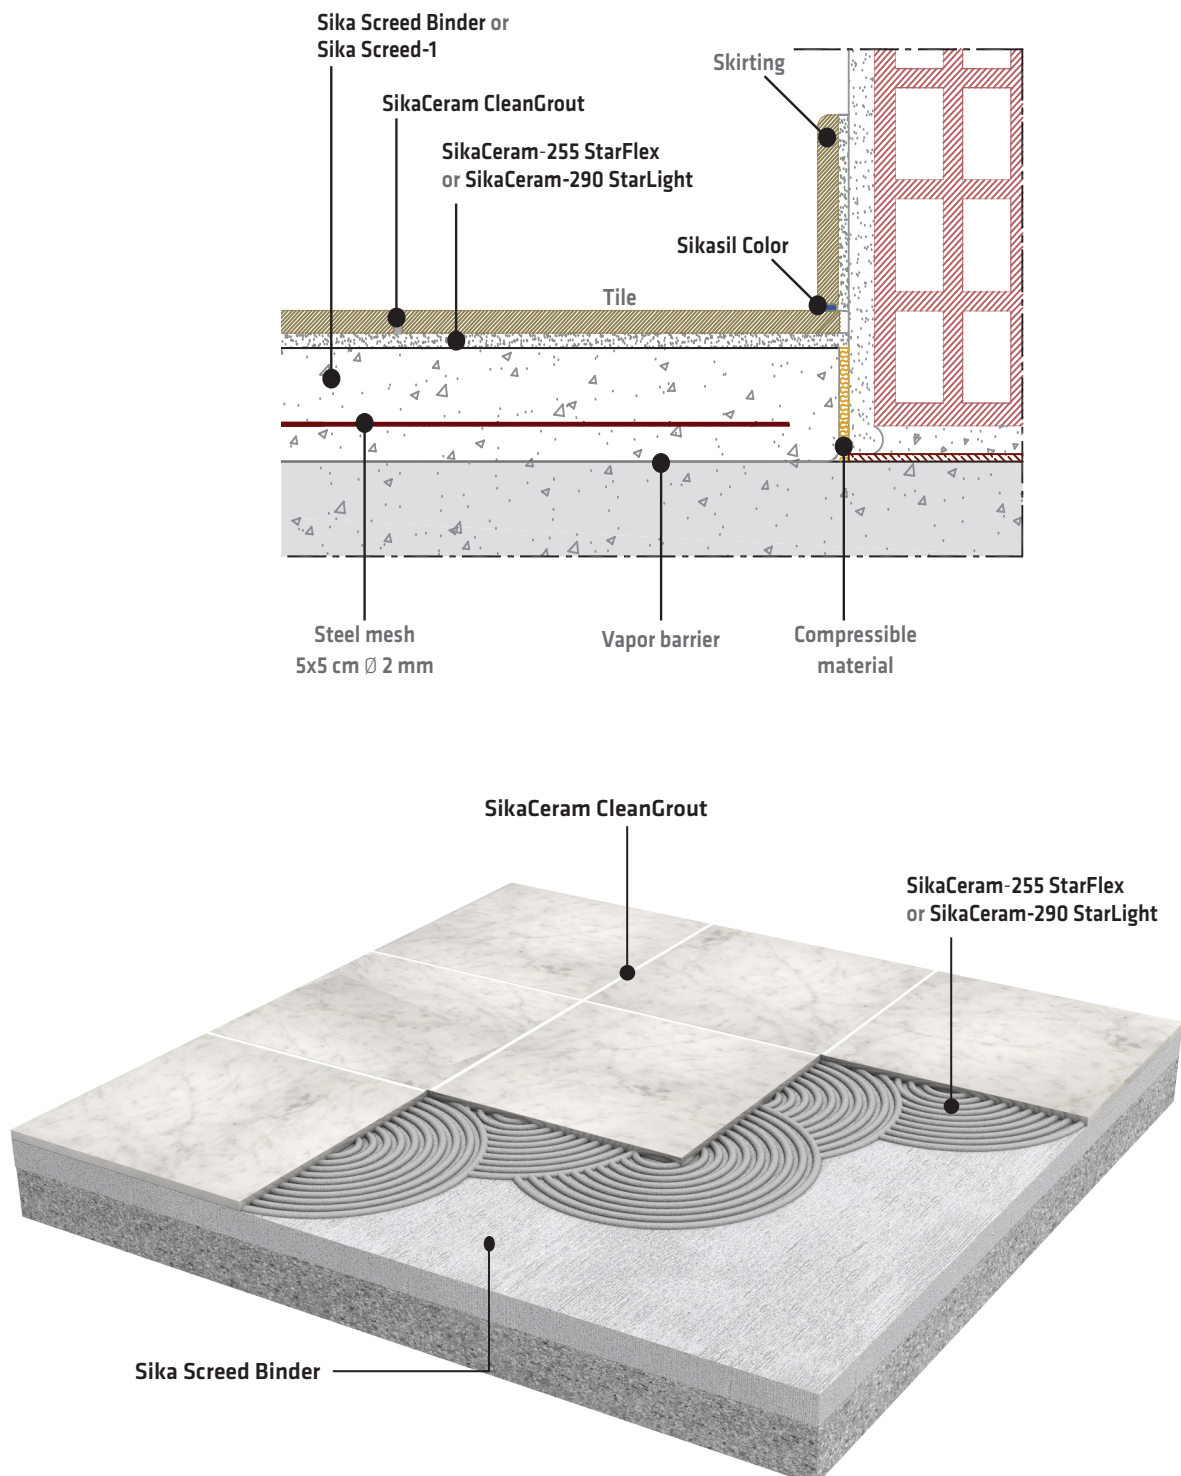 Sika Screed Binder or
Sika Screed-1
Skirting
SikaCeram CleanGrout
SikaCeram-255 StarFlex
or SikaCeram-290 StarLight
Sikasil Color
Tile
Steel mesh
5x5 cm Ø 2 mm
Vapor barrier
Compressible
material
SikaCeram CleanGrout
SikaCeram-255 StarFlex
or SikaCeram-290 StarLight
Sika Screed Binder